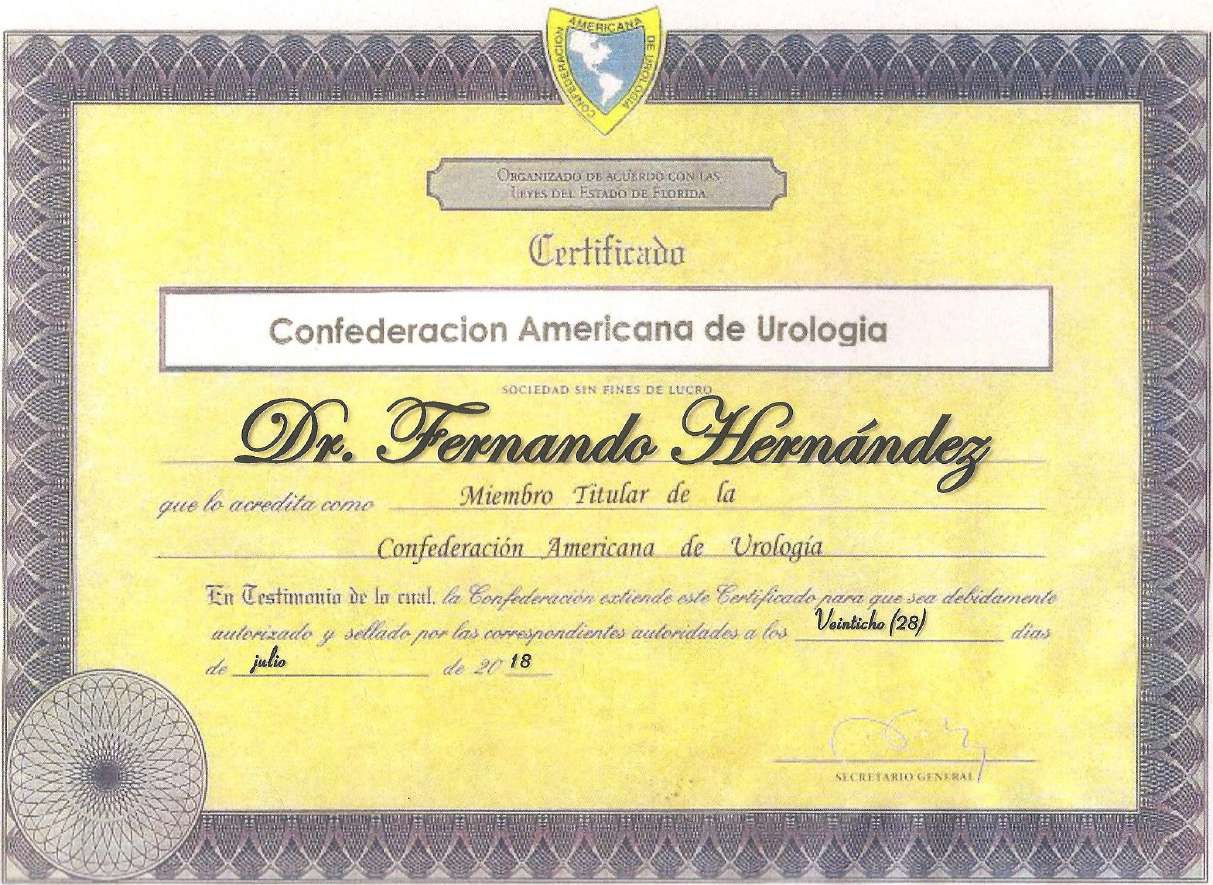 CONFEDERACION AMERICANA DE UROLOGIA
ORGANIZADO DE ACUERDO CON LAS
LEYES DEL ESTADO DE FLORIDA
Certificado
Confederacion Americana de Urologia
SOCIEDAD SIN FINES DE LUCRO
Dr. Fernando Hernández
que lo acredita como Miembro Titular de la
Confederación Americana de Urología
En Testimonio de lo cual, la Confederación extiende este Certificado para que sea debidamente
autorizado y sellado por las correspondientes autoridades a los Veinticho (28) días
de julio de 2018
SECRETARIO GENERAL